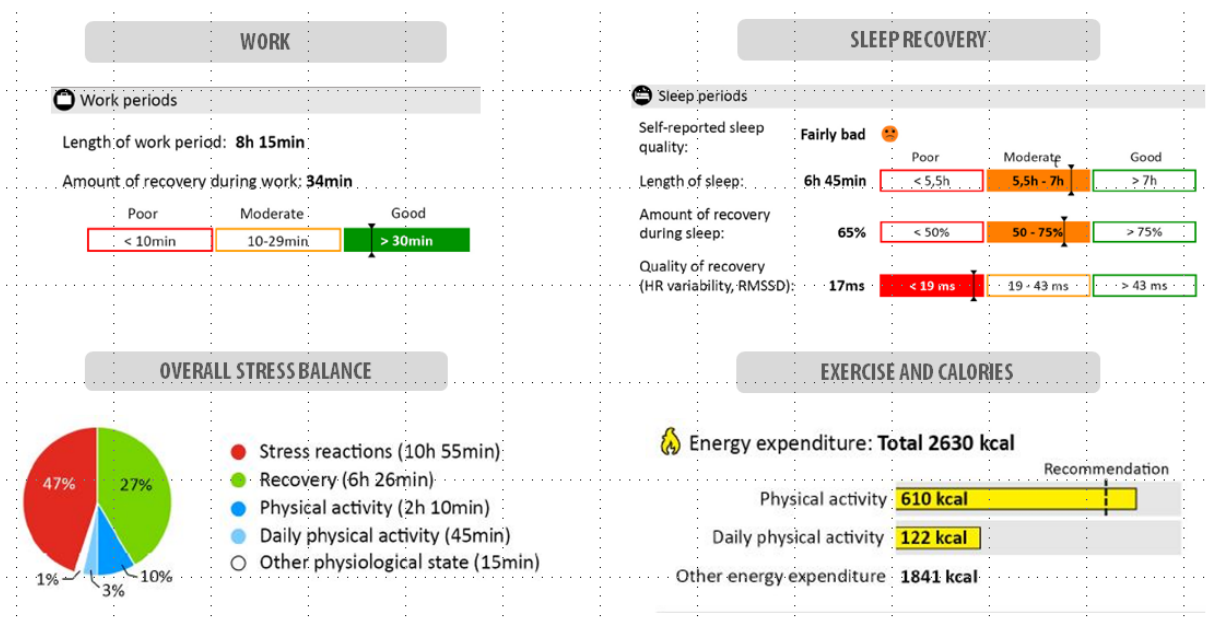 WORK
Work periods
Length of work period: 8h 15min
Amount of recovery during work: 34min
Poor Moderate Good
< 10min 10-29min > 30min
SLEEP RECOVERY
Sleep periods
Self-reported sleep
quality:
Fairly bad
Poor Moderate Good
Length of sleep: 6h 45min < 5,5h 5,5h - 7h > 7h
Amount of recovery
during sleep: 65% < 50% 50 - 75% > 75%
Quality of recovery
(HR variability, RMSSD): 17ms < 19 ms 19 - 43 ms > 43 ms
OVERALL STRESS BALANCE
47%
27%
1%
3%
10%
Stress reactions (10h 55min)
Recovery (6h 26min)
Physical activity (2h 10min)
Daily physical activity (45min)
Other physiological state (15min)
EXERCISE AND CALORIES
Energy expenditure: Total 2630 kcal
Recommendation
Physical activity 610 kcal
Daily physical activity 122 kcal
Other energy expenditure 1841 kcal